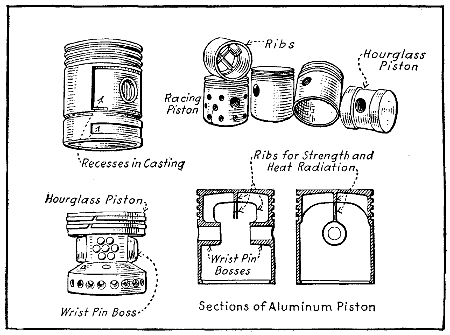 Ribs
Hourglass
Piston
Racing
Piston
Recesses in Casting
Ribs for Strength and
Heat Radiation
Hourglass Piston
Wrist Pin
Bosses
Wrist Pin Boss
Sections of Aluminum Piston